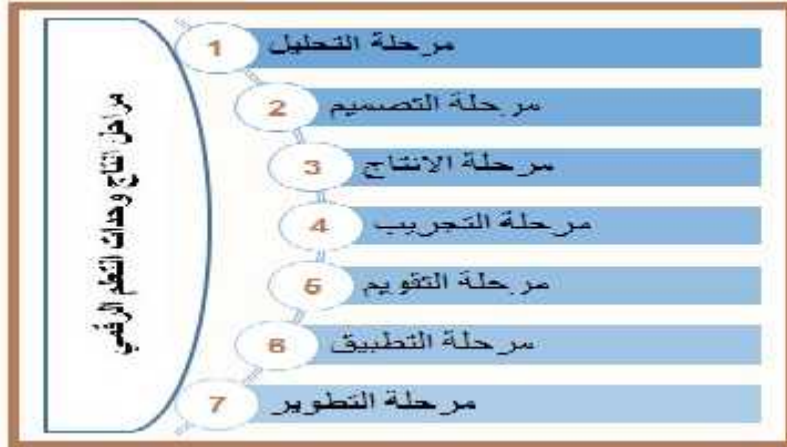 مراحل انتاج وحدات التعلم الرقمي
1 مرحلة التحليل
2 مرحلة التصميم
3 مرحلة الانتاج
4 مرحلة التجريب
5 مرحلة التقويم
6 مرحلة التطبيق
7 مرحلة التطوير